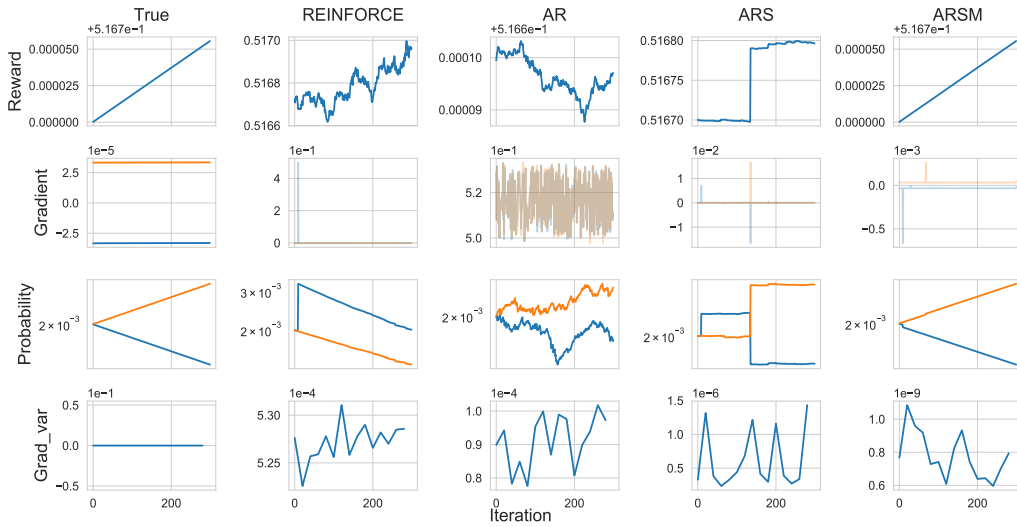 True REINFORCE AR ARS ARSM
+5.167e−1 +5.166e−1 +5.167e−1
Reward
0.000050
0.000025
0.000000
0.5170
0.5168
0.5166
0.00010
0.00009
0.51680
0.51675
0.51670
0.000050
0.000025
0.000000
1e−5 1e−1 1e−1 1e−2 1e−3
Gradient
2.5
0.0
−2.5
4
2
0
5.2
5.0
1
0
−1
0.0
−0.5
Probability
2 × 10⁻³
3 × 10⁻³
2 × 10⁻³
2 × 10⁻³
2 × 10⁻³
2 × 10⁻³
1e−1 1e−4 1e−4 1e−6 1e−9
Grad_var
0.5
0.0
−0.5
5.30
5.25
1.0
0.9
0.8
1.5
1.0
0.5
1.0
0.8
0.6
0 200 0 200 0 200 0 200 0 200
Iteration